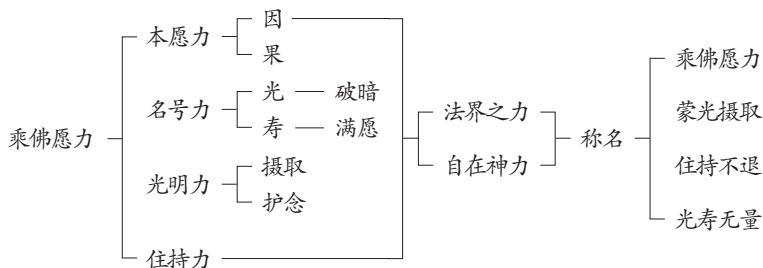 乘佛愿力
本愿力
因
果
名号力
光
破暗
寿
满愿
光明力
摄取
护念
住持力
法界之力
自在神力
称名
乘佛愿力
蒙光摄取
住持不退
光寿无量